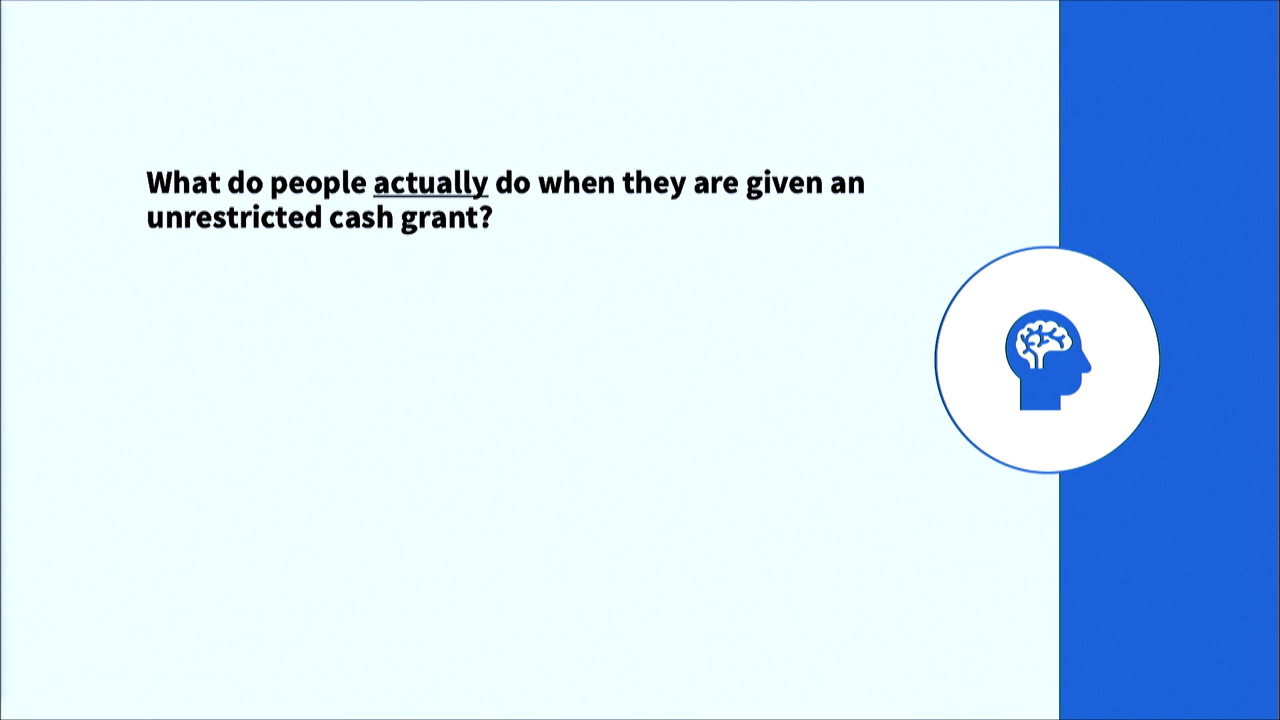 What do people actually do when they are given an
unrestricted cash grant?